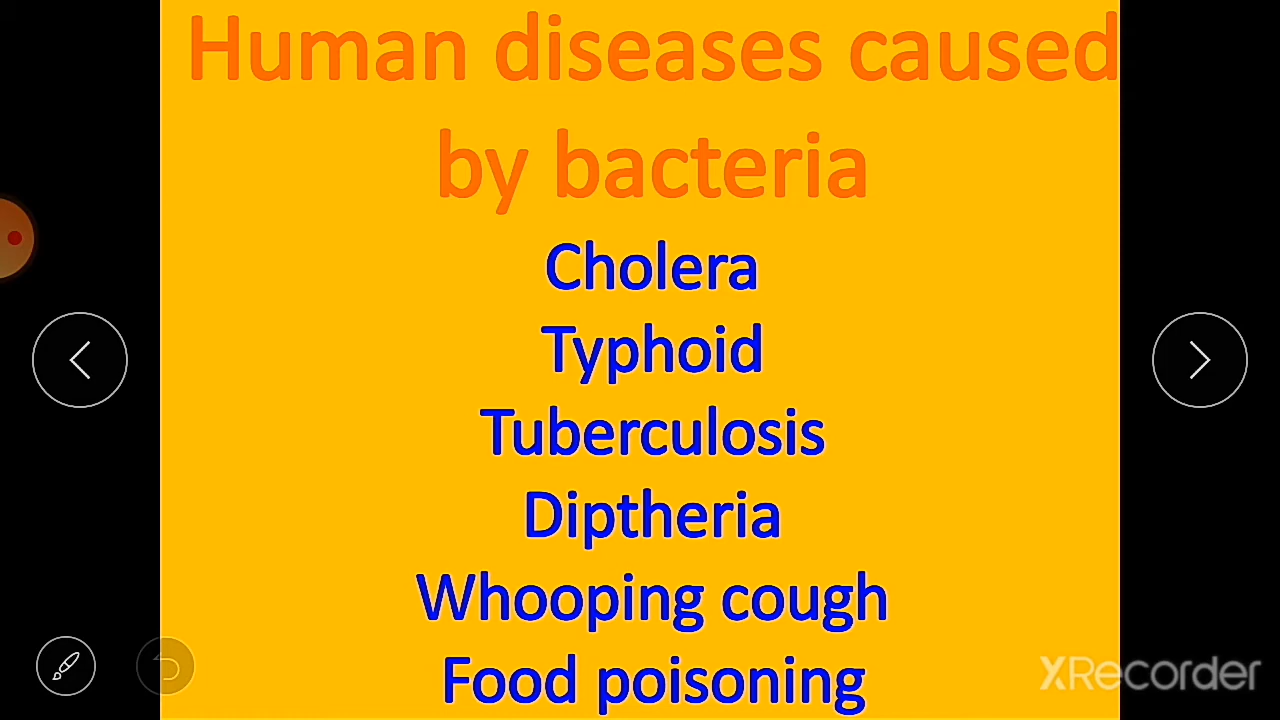 Human diseases caused
by bacteria
Cholera
Typhoid
Tuberculosis
Diptheria
Whooping cough
Food poisoning
XRecorder